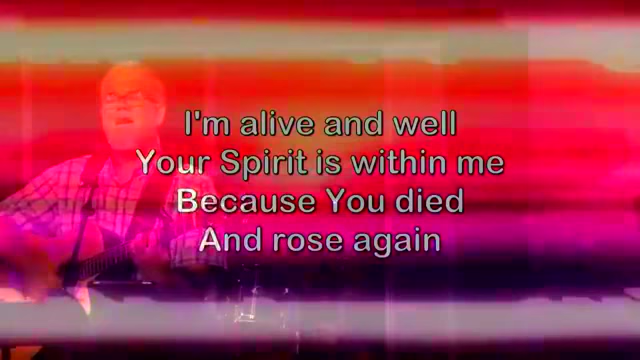 I'm alive and well
Your Spirit is within me
Because You died
And rose again